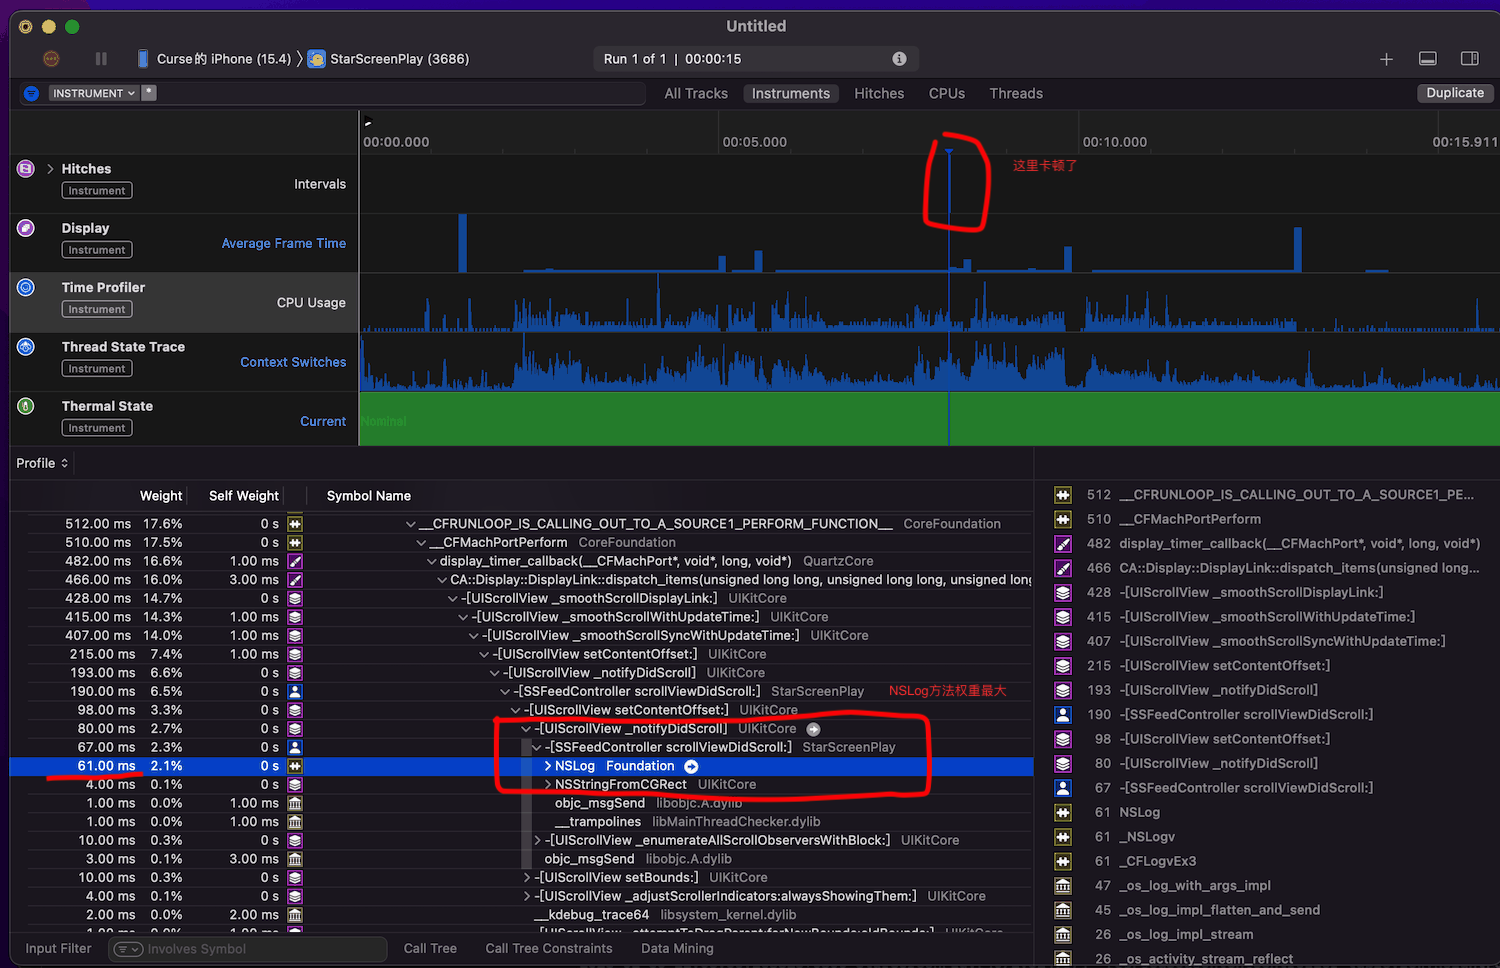 Untitled
Curse的 iPhone (15.4) 〉 StarScreenPlay (3686)
Run 1 of 1 | 00:00:15
INSTRUMENT *
All Tracks Instruments Hitches CPUs Threads Duplicate
00:00.000 00:05.000 00:10.000 00:15.911
Hitches
Instrument
Intervals
这里卡顿了
Display
Instrument
Average Frame Time
Time Profiler
Instrument
CPU Usage
Thread State Trace
Instrument
Context Switches
Thermal State
Instrument
Current
Nominal
Profile
Weight Self Weight Symbol Name
512.00 ms 17.6% 0 s __CFRUNLOOP_IS_CALLING_OUT_TO_A_SOURCE1_PERFORM_FUNCTION__ CoreFoundation
510.00 ms 17.5% 0 s __CFMachPortPerform CoreFoundation
482.00 ms 16.6% 1.00 ms display_timer_callback(__CFMachPort*, void*, long, void*) QuartzCore
466.00 ms 16.0% 3.00 ms CA::Display::DisplayLink::dispatch_items(unsigned long long, unsigned long long, unsigned long
428.00 ms 14.7% 0 s -[UIScrollView _smoothScrollDisplayLink:] UIKitCore
415.00 ms 14.3% 1.00 ms -[UIScrollView _smoothScrollWithUpdateTime:] UIKitCore
407.00 ms 14.0% 1.00 ms -[UIScrollView _smoothScrollSyncWithUpdateTime:] UIKitCore
215.00 ms 7.4% 1.00 ms -[UIScrollView setContentOffset:] UIKitCore
193.00 ms 6.6% 0 s -[UIScrollView _notifyDidScroll] UIKitCore
190.00 ms 6.5% 0 s -[SSFeedController scrollViewDidScroll:] StarScreenPlay NSLog方法权重最大
98.00 ms 3.3% 0 s -[UIScrollView setContentOffset:] UIKitCore
80.00 ms 2.7% 0 s -[UIScrollView _notifyDidScroll] UIKitCore
67.00 ms 2.3% 0 s -[SSFeedController scrollViewDidScroll:] StarScreenPlay
61.00 ms 2.1% 0 s NSLog Foundation
4.00 ms 0.1% 0 s NSStringFromCGRect UIKitCore
1.00 ms 0.0% 1.00 ms objc_msgSend libobjc.A.dylib
1.00 ms 0.0% 1.00 ms __trampolines libMainThreadChecker.dylib
10.00 ms 0.3% 0 s -[UIScrollView _enumerateAllScrollObserversWithBlock:] UIKitCore
3.00 ms 0.1% 3.00 ms objc_msgSend libobjc.A.dylib
10.00 ms 0.3% 0 s -[UIScrollView setBounds:] UIKitCore
4.00 ms 0.1% 0 s -[UIScrollView _adjustScrollerIndicators:alwaysShowingThem:] UIKitCore
2.00 ms 0.0% 2.00 ms __kdebug_trace64 libsystem_kernel.dylib
512 __CFRUNLOOP_IS_CALLING_OUT_TO_A_SOURCE1_PE...
510 __CFMachPortPerform
482 display_timer_callback(__CFMachPort*, void*, long, void*)
466 CA::Display::DisplayLink::dispatch_items(unsigned long...
428 -[UIScrollView _smoothScrollDisplayLink:]
415 -[UIScrollView _smoothScrollWithUpdateTime:]
407 -[UIScrollView _smoothScrollSyncWithUpdateTime:]
215 -[UIScrollView setContentOffset:]
193 -[UIScrollView _notifyDidScroll]
190 -[SSFeedController scrollViewDidScroll:]
98 -[UIScrollView setContentOffset:]
80 -[UIScrollView _notifyDidScroll]
67 -[SSFeedController scrollViewDidScroll:]
61 NSLog
61 _NSLogv
61 _CFLogvEx3
47 _os_log_with_args_impl
45 _os_log_impl_flatten_and_send
26 _os_log_impl_stream
26 _os_activity_stream_reflect
Input Filter Involves Symbol Call Tree Call Tree Constraints Data Mining